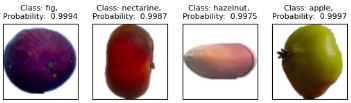 Class: fig,
Probability:  0.9994
Class: nectarine,
Probability:  0.9987
Class: hazelnut,
Probability:  0.9975
Class: apple,
Probability:  0.9997